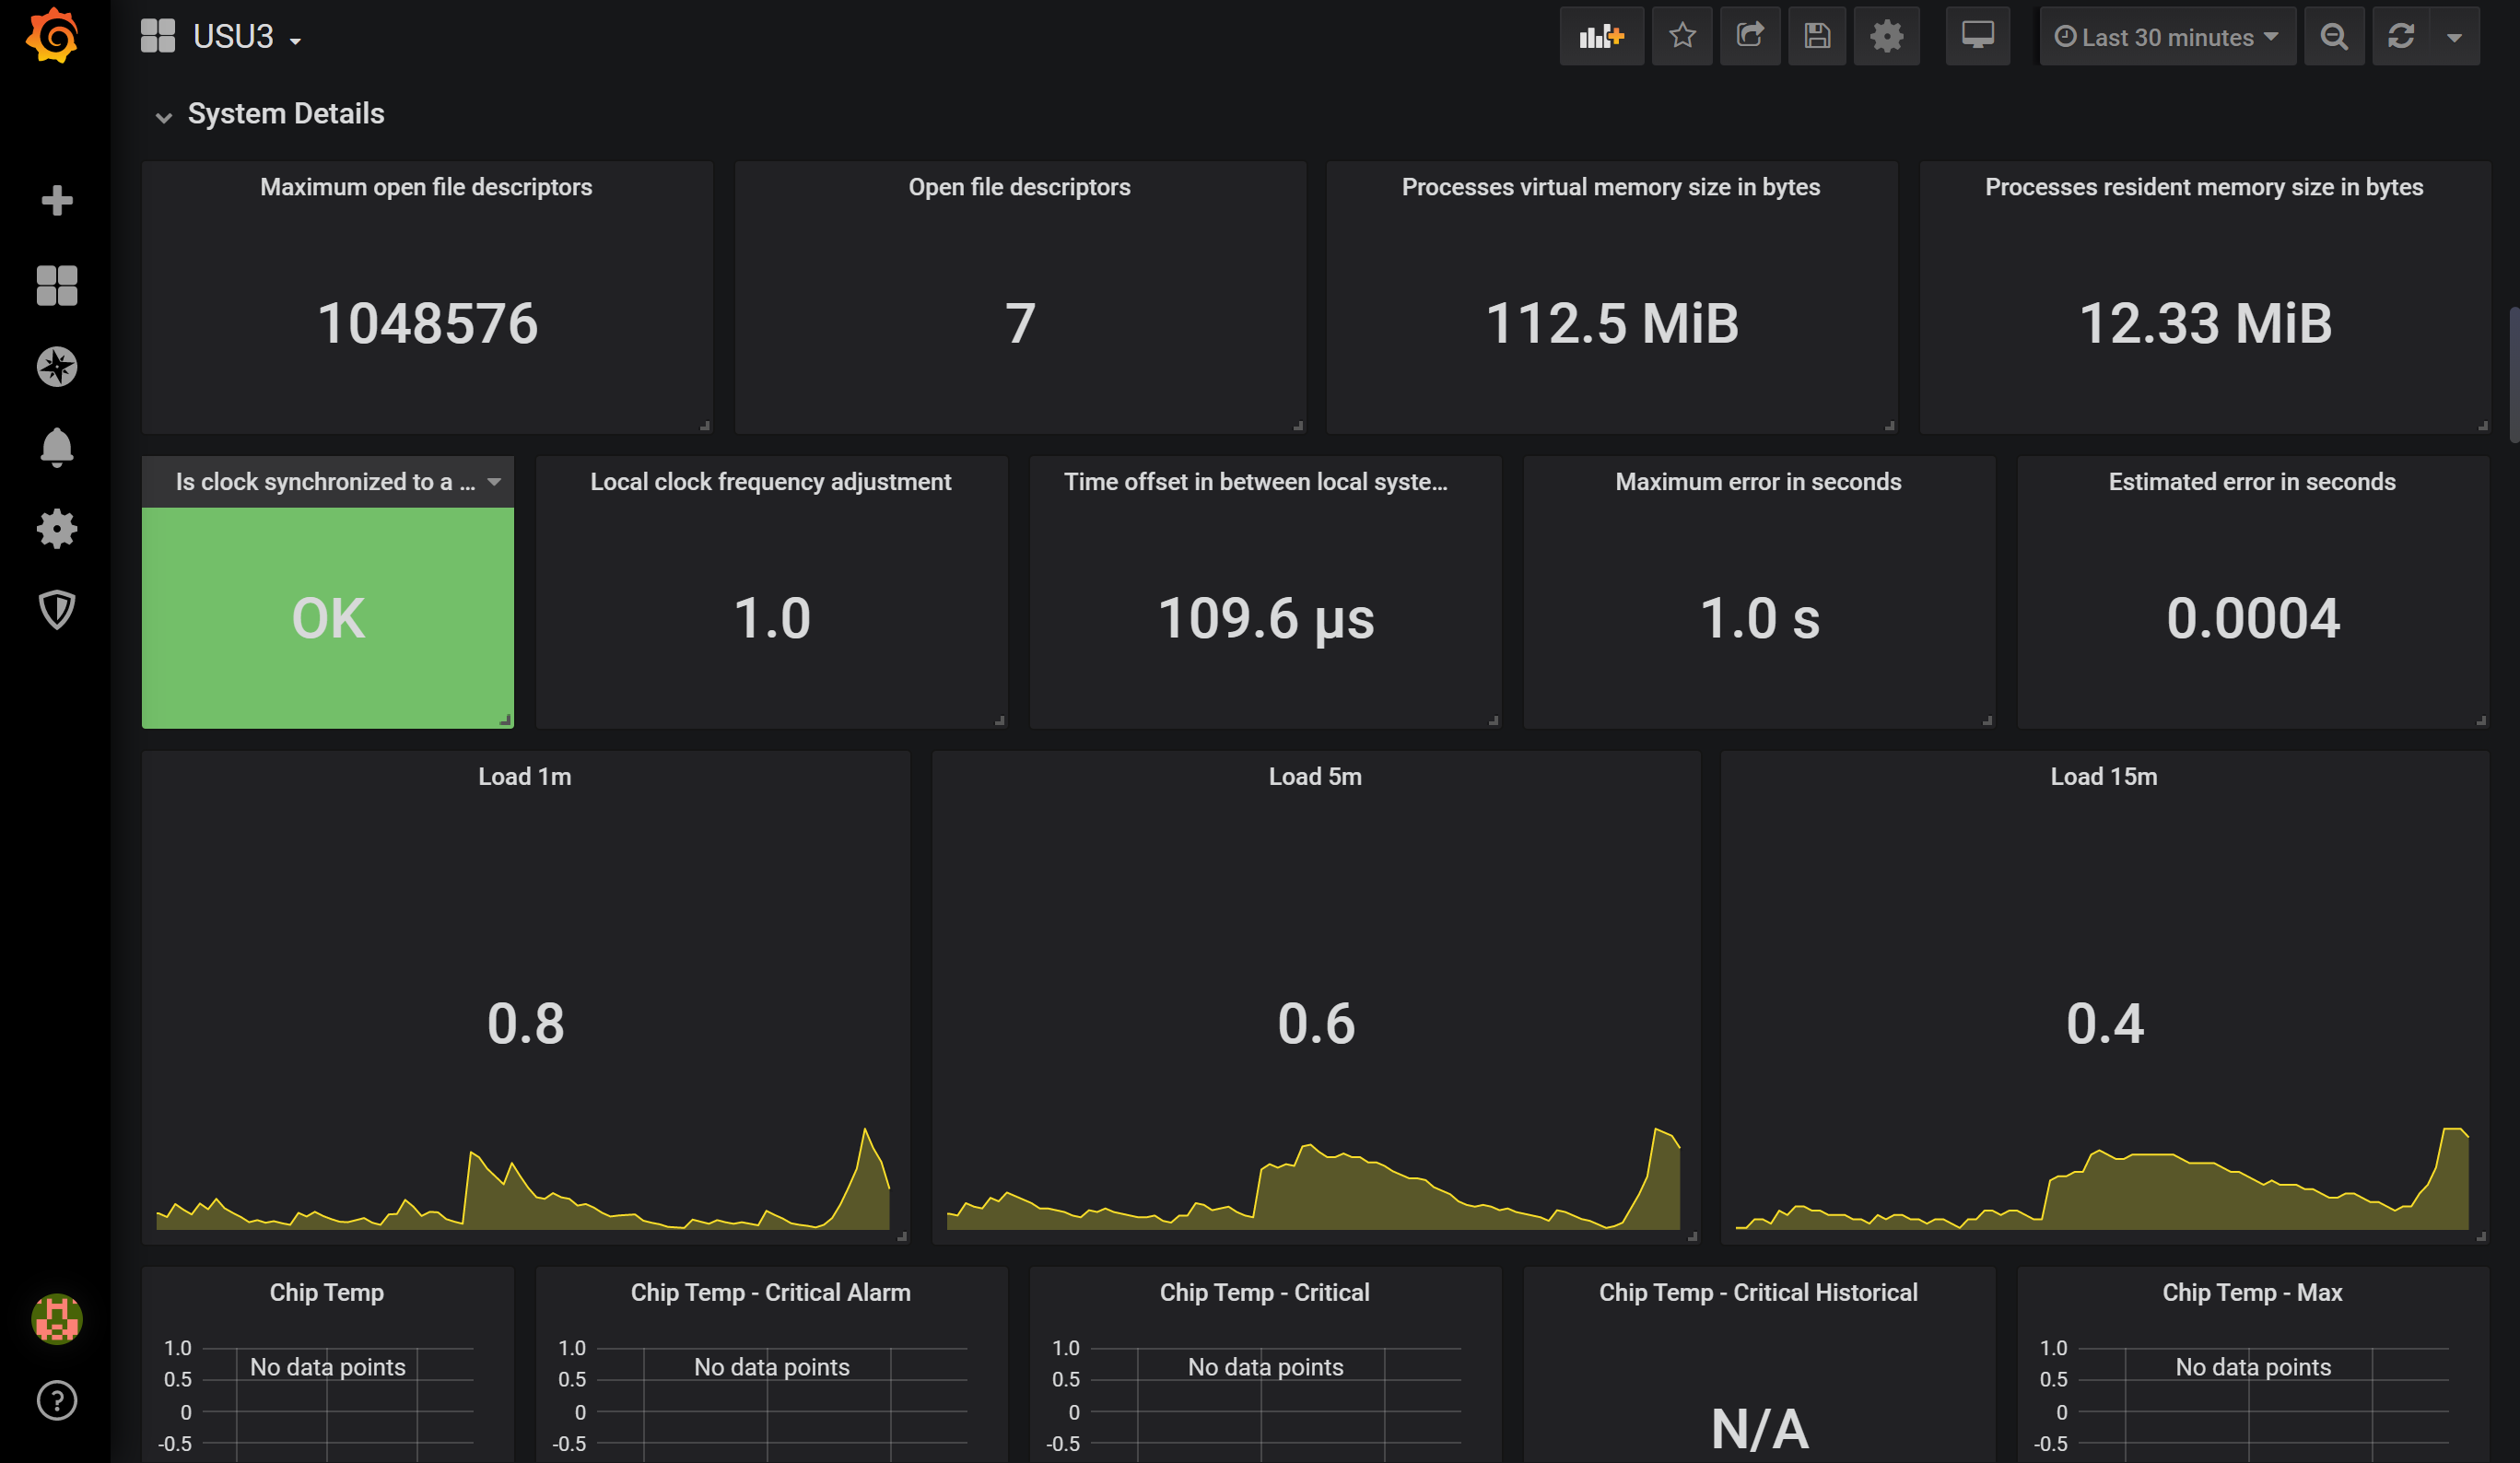 USU3
Last 30 minutes
System Details
Maximum open file descriptors
1048576
Open file descriptors
7
Processes virtual memory size in bytes
112.5 MiB
Processes resident memory size in bytes
12.33 MiB
Is clock synchronized to a ...
OK
Local clock frequency adjustment
1.0
Time offset in between local syste...
109.6 µs
Maximum error in seconds
1.0 s
Estimated error in seconds
0.0004
Load 1m
0.8
Load 5m
0.6
Load 15m
0.4
Chip Temp
1.0
0.5
0
-0.5
No data points
Chip Temp - Critical Alarm
1.0
0.5
0
-0.5
No data points
Chip Temp - Critical
1.0
0.5
0
-0.5
No data points
Chip Temp - Critical Historical
N/A
Chip Temp - Max
1.0
0.5
0
-0.5
No data points